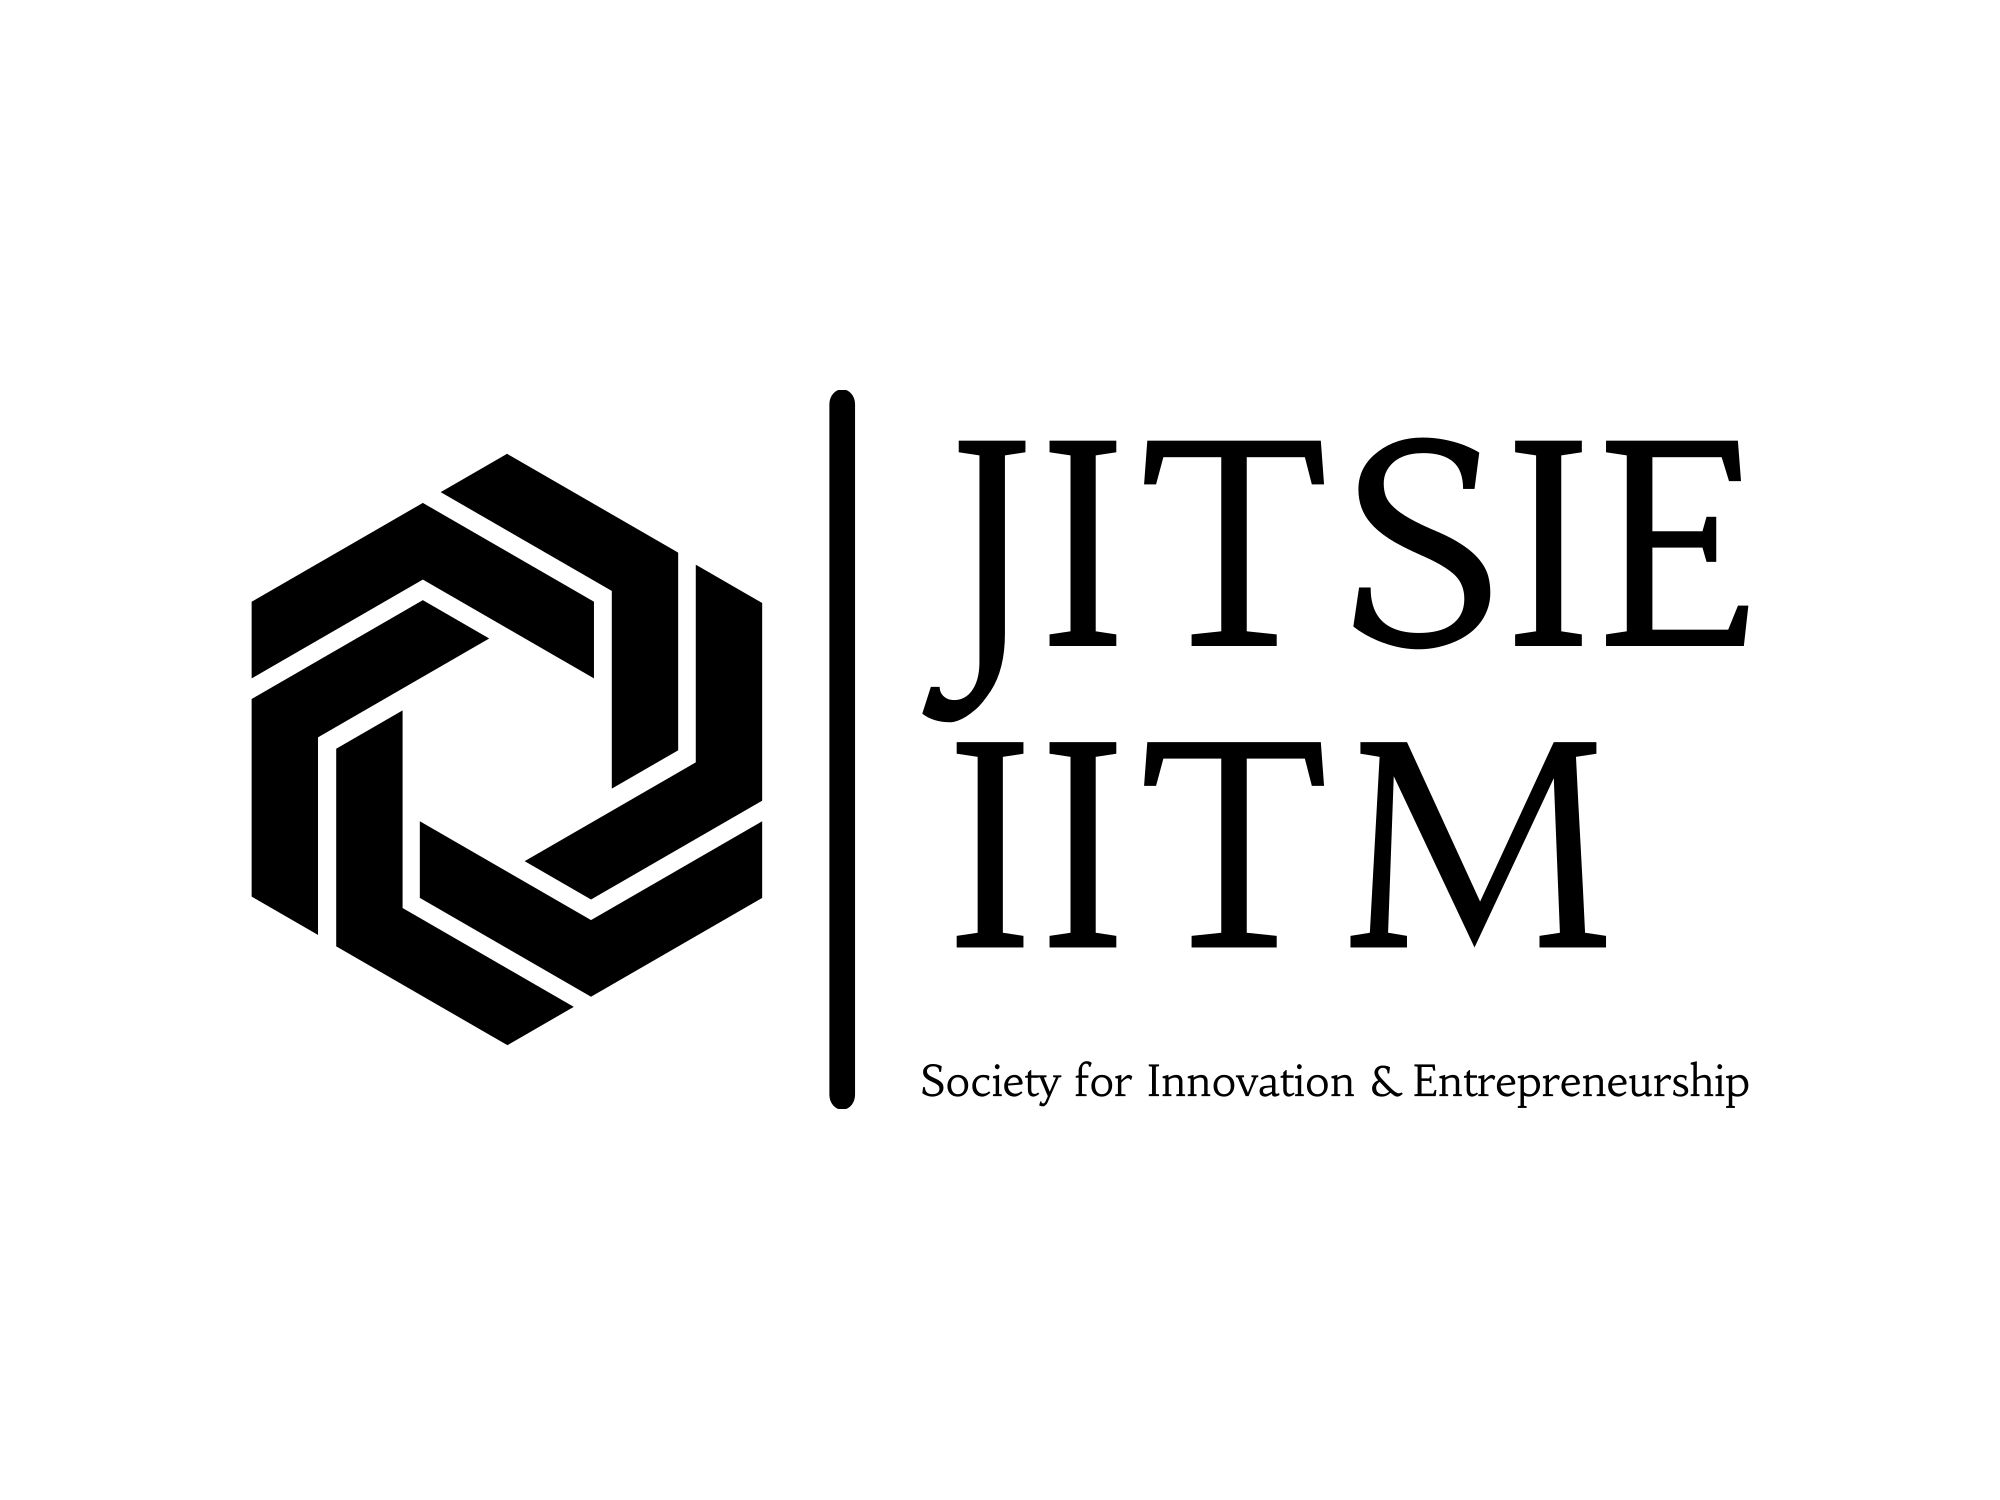 JITSIE
IITM
Society for Innovation & Entrepreneurship